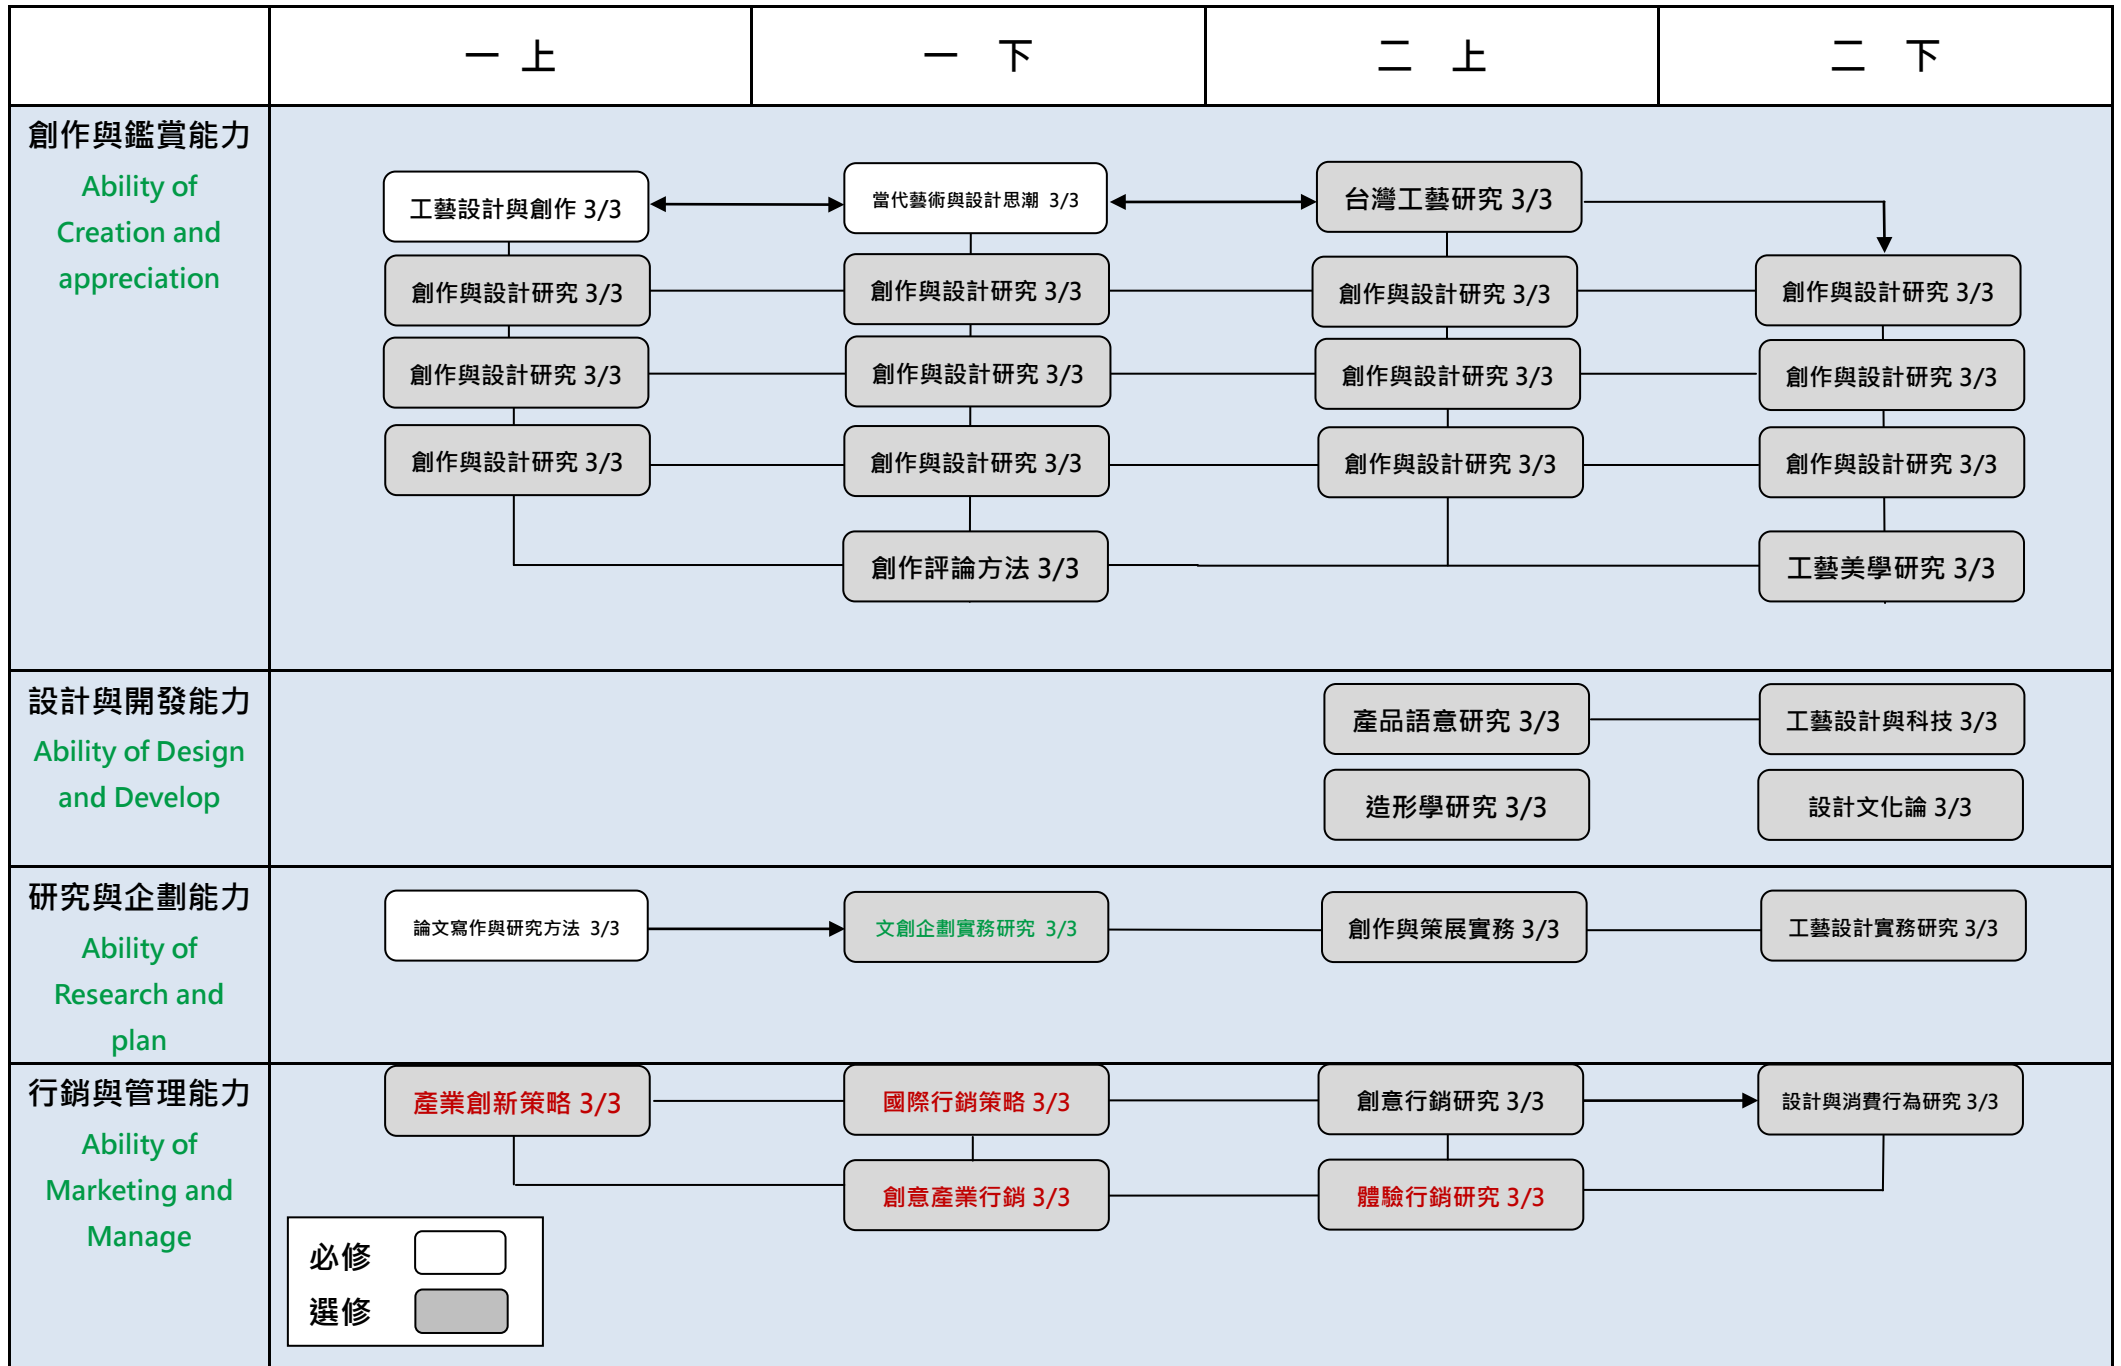 一 上
一 下
二 上
二 下
創作與鑑賞能力
Ability of
Creation and
appreciation
工藝設計與創作 3/3
當代藝術與設計思潮 3/3
台灣工藝研究 3/3
創作與設計研究 3/3
創作與設計研究 3/3
創作與設計研究 3/3
創作與設計研究 3/3
創作與設計研究 3/3
創作與設計研究 3/3
創作與設計研究 3/3
創作與設計研究 3/3
創作與設計研究 3/3
創作與設計研究 3/3
創作與設計研究 3/3
創作與設計研究 3/3
創作評論方法 3/3
工藝美學研究 3/3
設計與開發能力
Ability of Design
and Develop
產品語意研究 3/3
工藝設計與科技 3/3
造形學研究 3/3
設計文化論 3/3
研究與企劃能力
Ability of
Research and
plan
論文寫作與研究方法 3/3
文創企劃實務研究 3/3
創作與策展實務 3/3
工藝設計實務研究 3/3
行銷與管理能力
Ability of
Marketing and
Manage
產業創新策略 3/3
國際行銷策略 3/3
創意行銷研究 3/3
設計與消費行為研究 3/3
創意產業行銷 3/3
體驗行銷研究 3/3
必修
選修